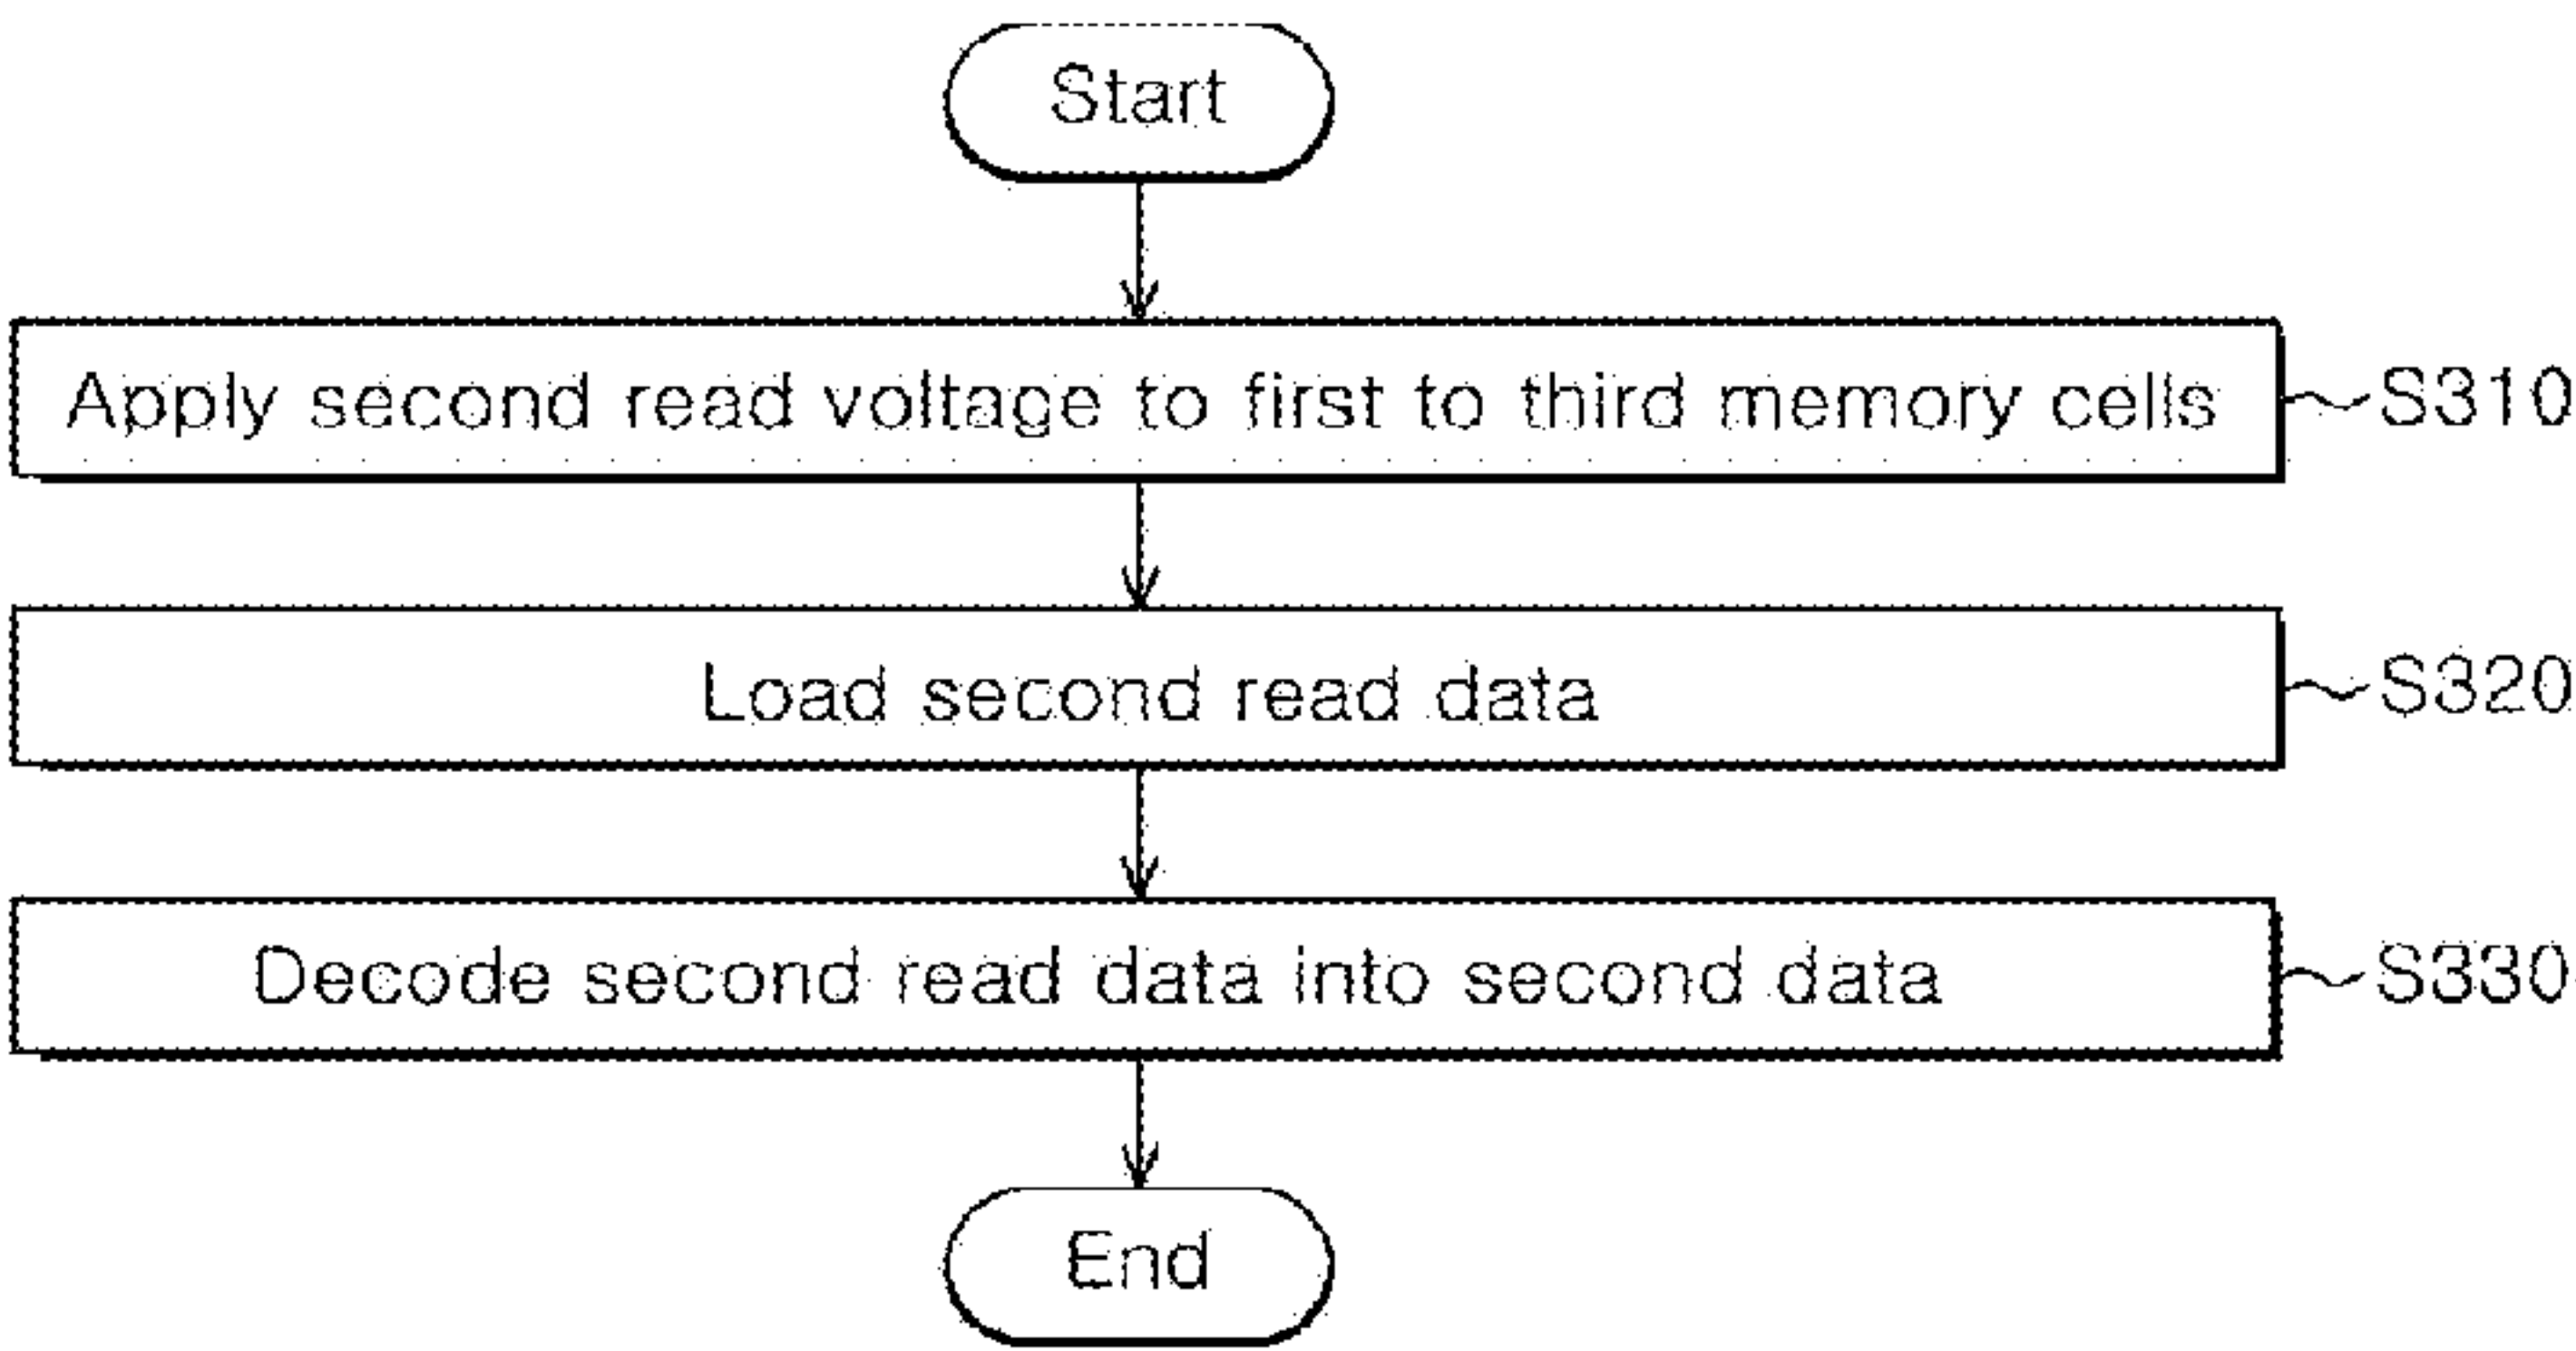 Start
Apply second read voltage to first to third memory cells S310
Load second read data S320
Decode second read data into second data S330
End